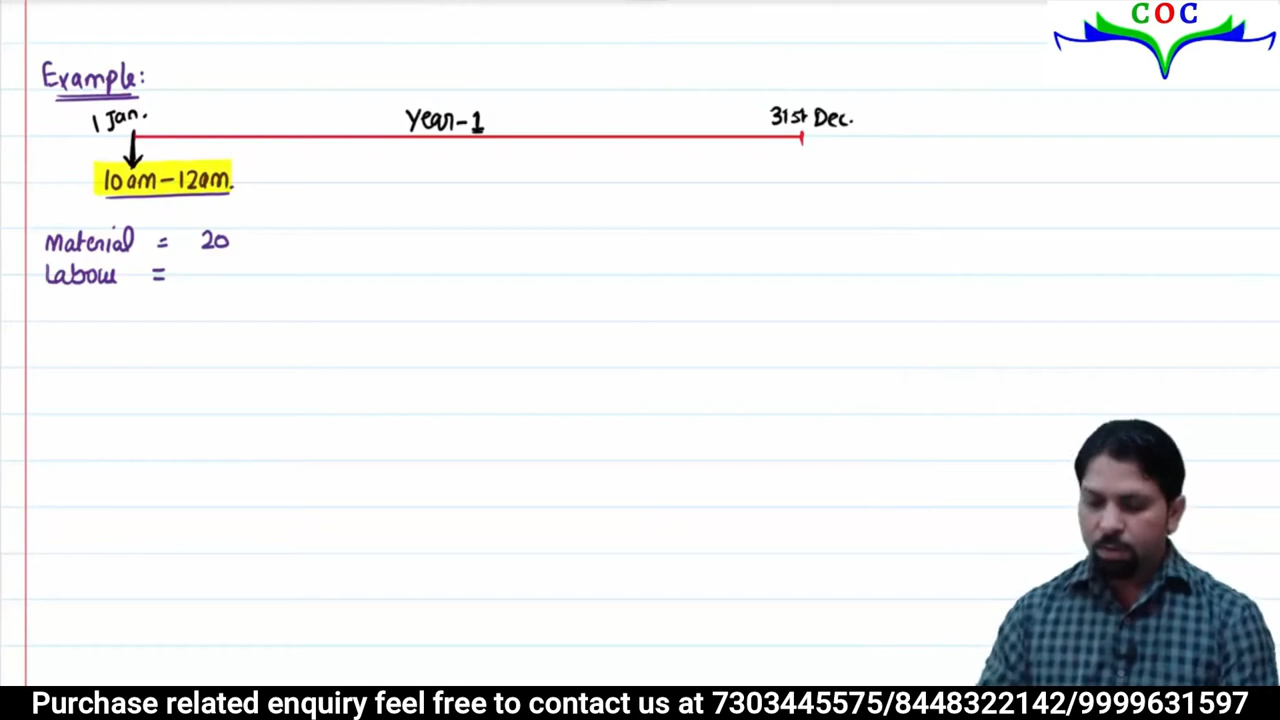 COC
Example:
1 Jan.
Year-1
31st Dec.
10am-12am.
Material = 20
Labour =
Purchase related enquiry feel free to contact us at 7303445575/8448322142/9999631597